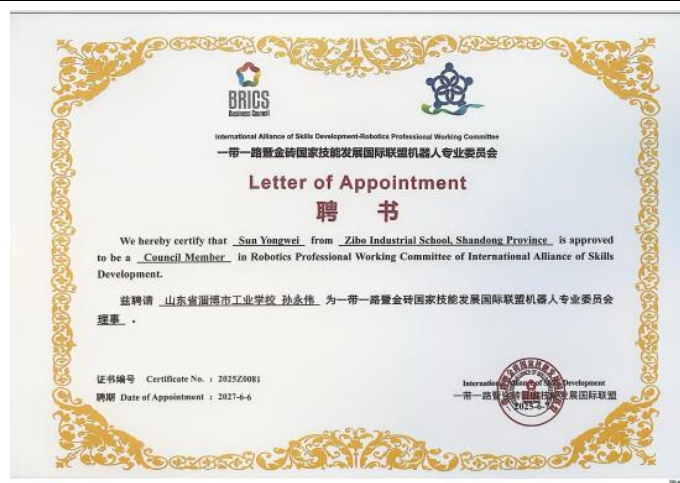 BRICS
Business Council
International Alliance of Skills Development-Robotics Professional Working Committee
一带一路暨金砖国家技能发展国际联盟机器人专业委员会
Letter of Appointment
聘 书
We hereby certify that Sun Yongwei from Zibo Industrial School, Shandong Province is approved
to be a Council Member in Robotics Professional Working Committee of International Alliance of Skills
Development.
兹聘请 山东省淄博市工业学校 孙永伟 为一带一路暨金砖国家技能发展国际联盟机器人专业委员会
理事 。
证书编号 Certificate No. : 2025Z0081
聘期 Date of Appointment : 2027-6-6
International Alliance of Skills Development
一带一路暨金砖国家技能发展国际联盟
2025-6-